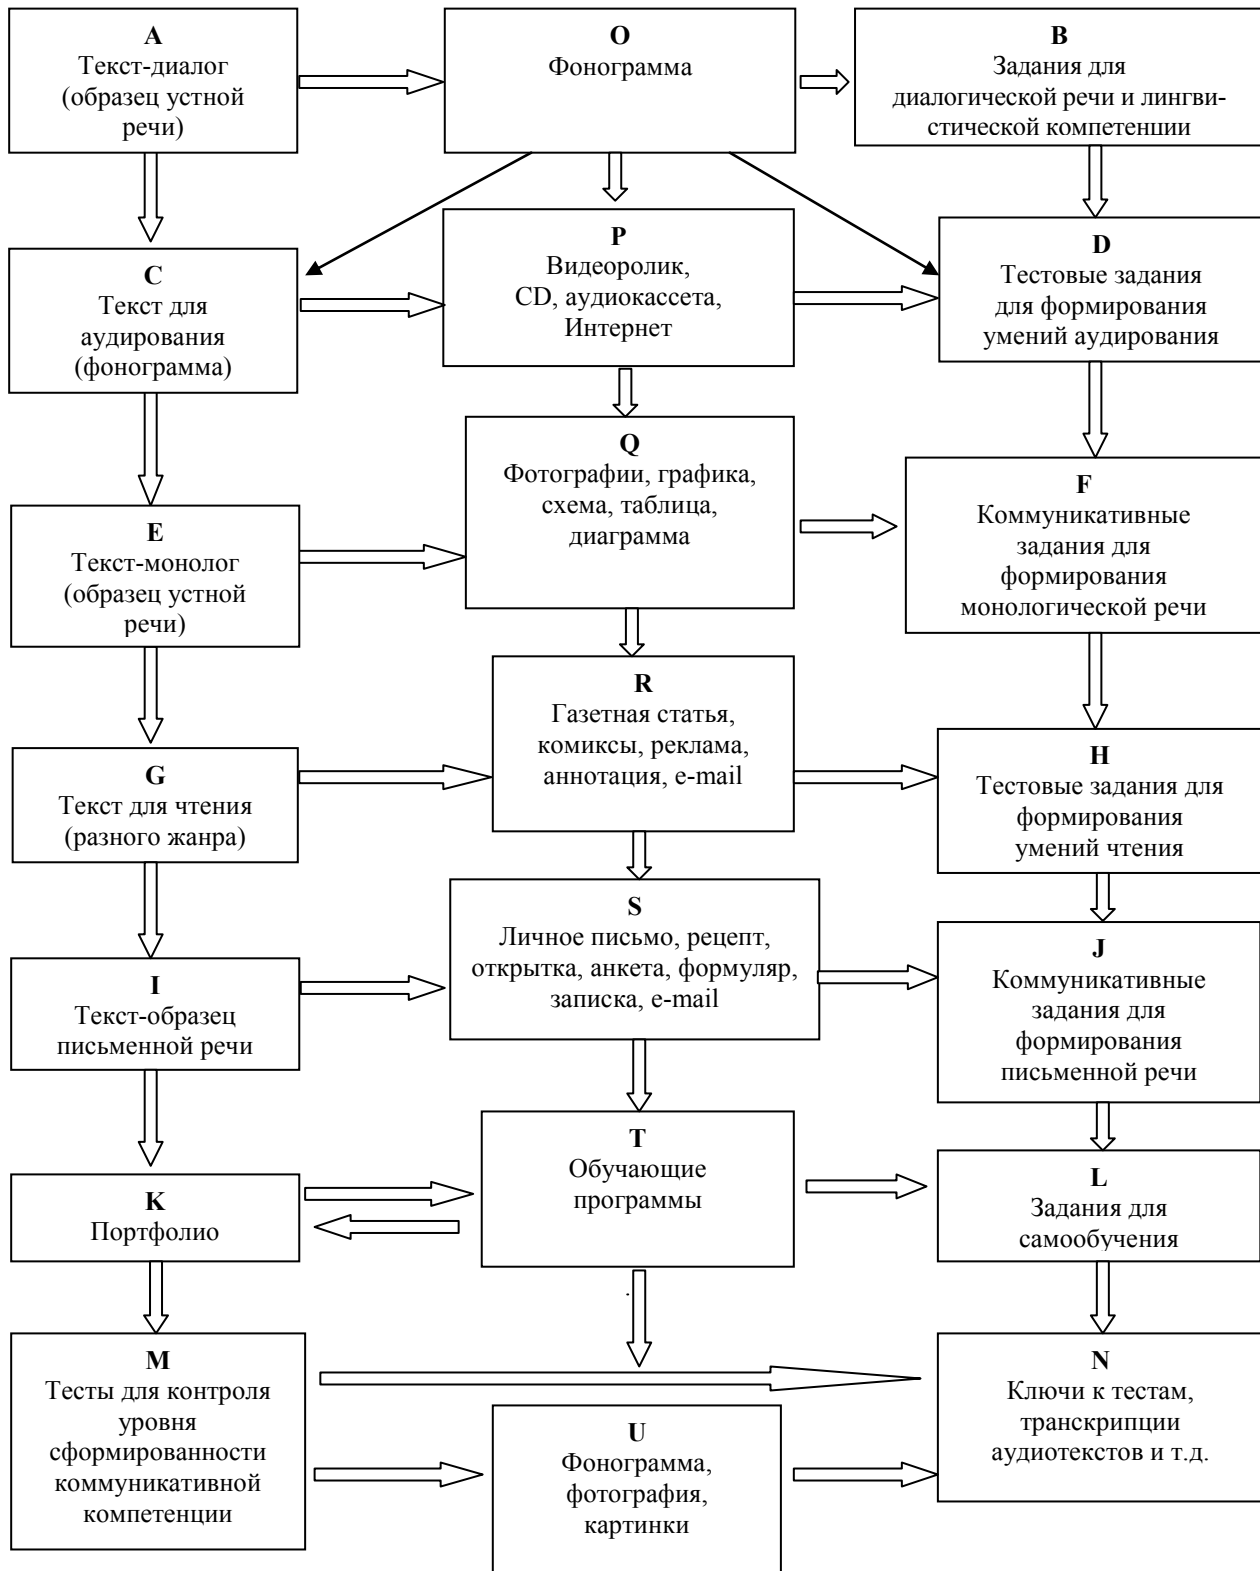 A
Текст-диалог
(образец устной
речи)
O
Фонограмма
B
Задания для
диалогической речи и лингви-
стической компетенции
C
Текст для
аудирования
(фонограмма)
P
Видеоролик,
CD, аудиокассета,
Интернет
D
Тестовые задания
для формирования
умений аудирования
E
Текст-монолог
(образец устной
речи)
Q
Фотографии, графика,
схема, таблица,
диаграмма
F
Коммуникативные
задания для
формирования
монологической речи
G
Текст для чтения
(разного жанра)
R
Газетная статья,
комиксы, реклама,
аннотация, e-mail
H
Тестовые задания для
формирования
умений чтения
I
Текст-образец
письменной речи
S
Личное письмо, рецепт,
открытка, анкета, формуляр,
записка, e-mail
J
Коммуникативные
задания для
формирования
письменной речи
K
Портфолио
T
Обучающие
программы
L
Задания для
самообучения
M
Тесты для контроля
уровня
сформированности
коммуникативной
компетенции
U
Фонограмма,
фотография,
картинки
N
Ключи к тестам,
транскрипции
аудиотекстов и т.д.